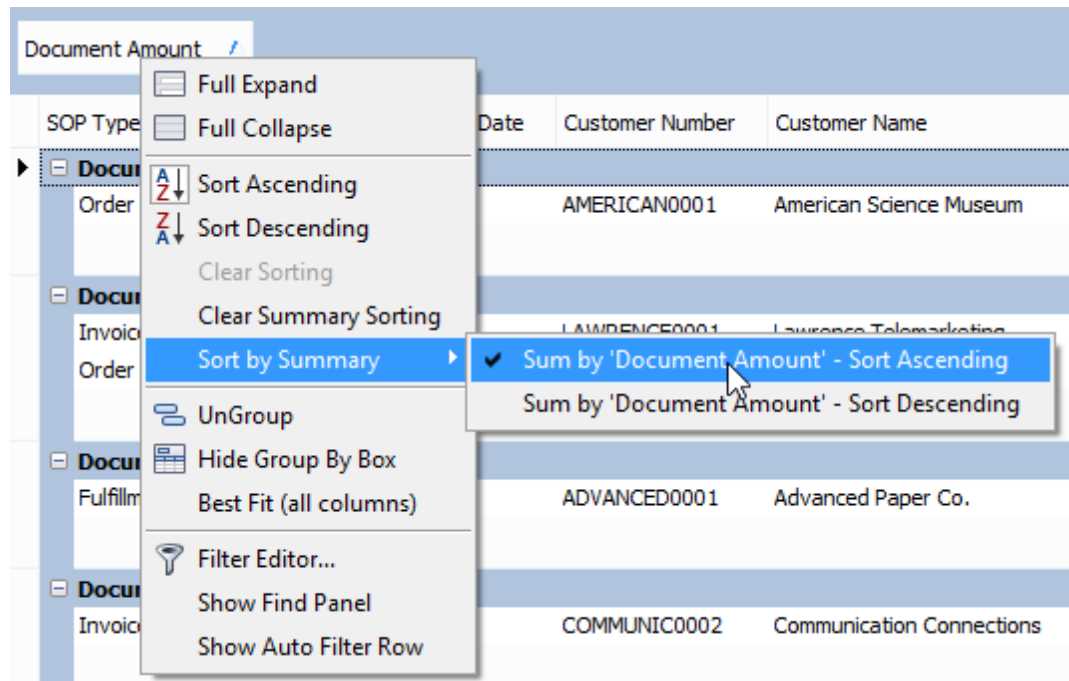 Document Amount
Full Expand
SOP Type Full Collapse Date Customer Number Customer Name
Sort Ascending
Order AMERICAN0001 American Science Museum
Sort Descending
Clear Sorting
Clear Summary Sorting
Sort by Summary Sum by 'Document Amount' - Sort Ascending
Order
Sum by 'Document Amount' - Sort Descending
UnGroup
Hide Group By Box
ADVANCED0001 Advanced Paper Co.
Best Fit (all columns)
Filter Editor...
Show Find Panel
COMMUNIC0002 Communication Connections
Show Auto Filter Row